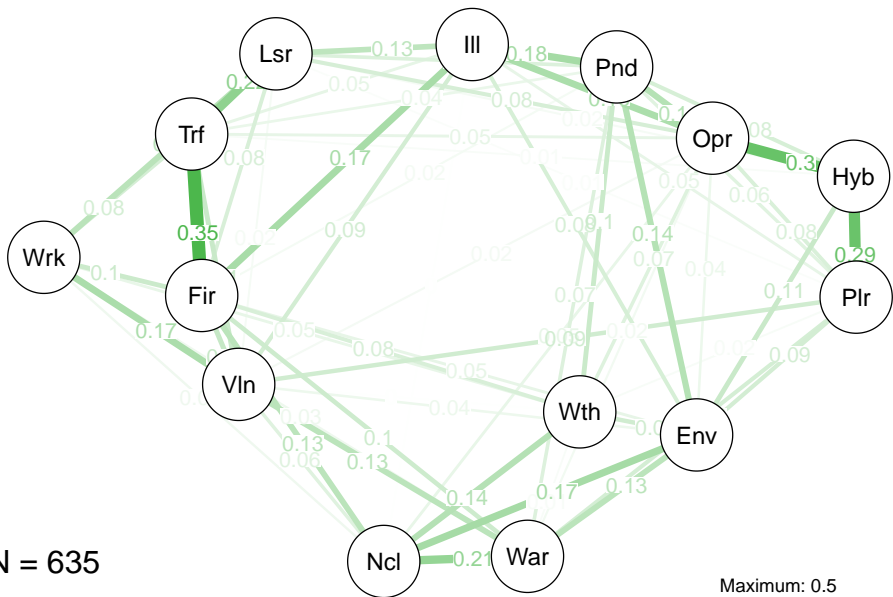 Ill
Lsr
0.13
0.18
Pnd
0.05
0.04
0.08
0.02
Trf
0.05
Opr
0.08
0.17
0.01
Hyb
0.02
0.05
0.06
0.08
0.08
0.35
0.09
0.14
0.02
0.29
Wrk
0.07
0.04
0.1
Fir
0.07
0.11
Plr
0.17
0.05
0.09
0.02
0.08
0.05
0.09
Vln
0.03
0.04
Wth
Env
0.13
0.1
0.06
0.13
0.14
0.17
0.13
N = 635
Ncl
0.21
War
Maximum: 0.5